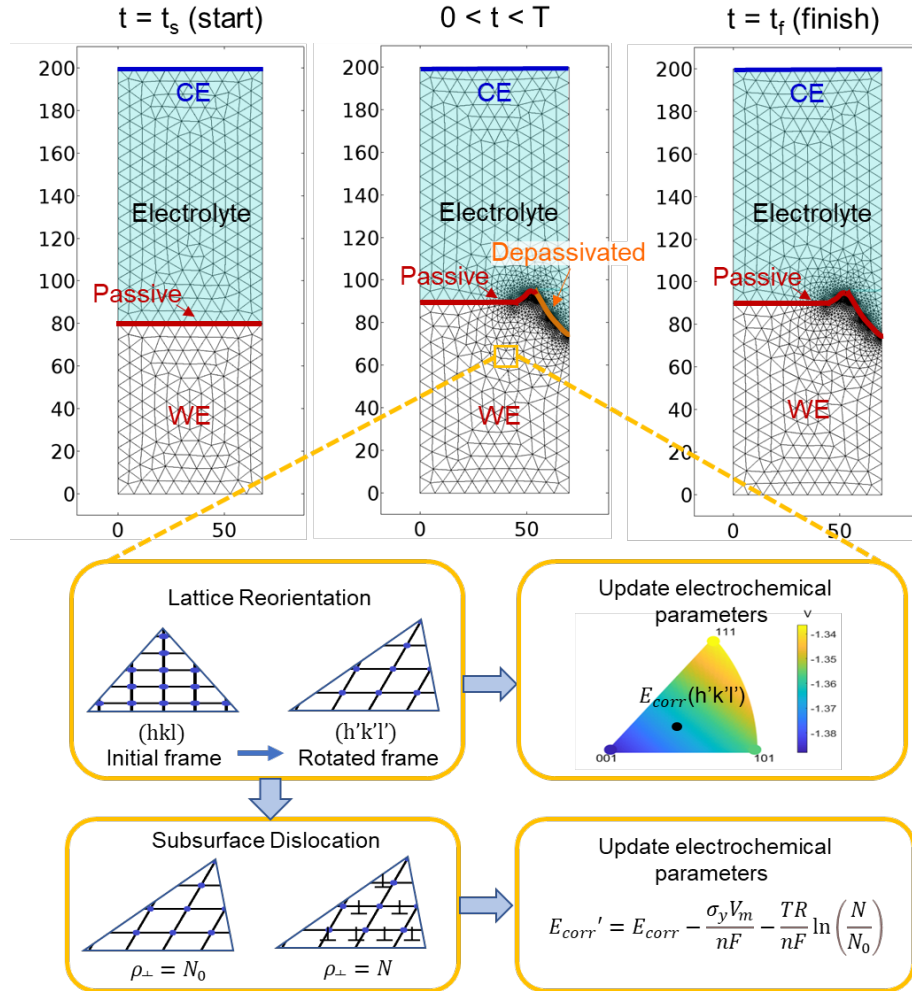 t = t_s (start)
0 < t < T
t = t_f (finish)
200
180
160
140
120
100
80
60
40
20
0
0
50
CE
Electrolyte
Passive
WE
200
180
160
140
120
100
80
60
40
20
0
0
50
CE
Electrolyte
Depassivated
Passive
WE
200
180
160
140
120
100
80
60
40
20
0
0
50
CE
Electrolyte
Passive
WE
Lattice Reorientation
(hkl)
Initial frame
(h'k'l')
Rotated frame
Update electrochemical
parameters
V
111
-1.34
-1.35
-1.36
-1.38
E_corr(h'k'l')
001
101
Subsurface Dislocation
ρ_⊥ = N_0
ρ_⊥ = N
Update electrochemical
parameters
E_corr' = E_corr − σ_y V_m / nF − TR / nF ln(N / N_0)